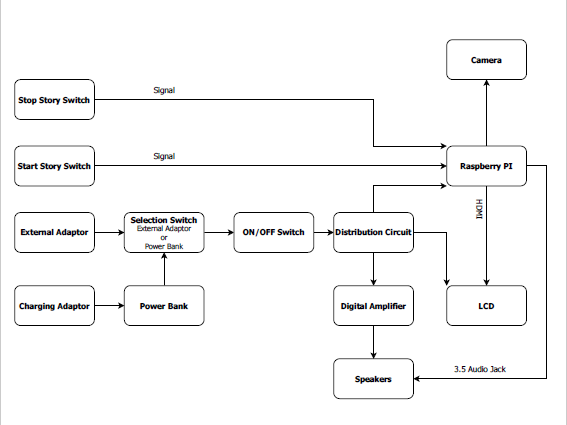 Camera
Signal
Stop Story Switch
Signal
Start Story Switch
Raspberry PI
HDMI
External Adaptor
Selection Switch
External Adaptor
or
Power Bank
ON/OFF Switch
Distribution Circuit
Charging Adaptor
Power Bank
Digital Amplifier
LCD
3.5 Audio Jack
Speakers